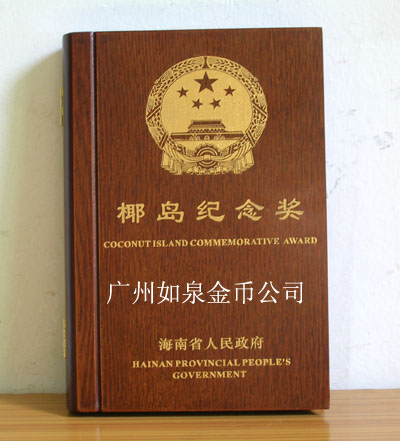 椰岛纪念奖
COCONUT ISLAND COMMEMORATIVE AWARD
广州如泉金币公司
海南省人民政府
HAINAN PROVINCIAL PEOPLE'S
GOVERNMENT